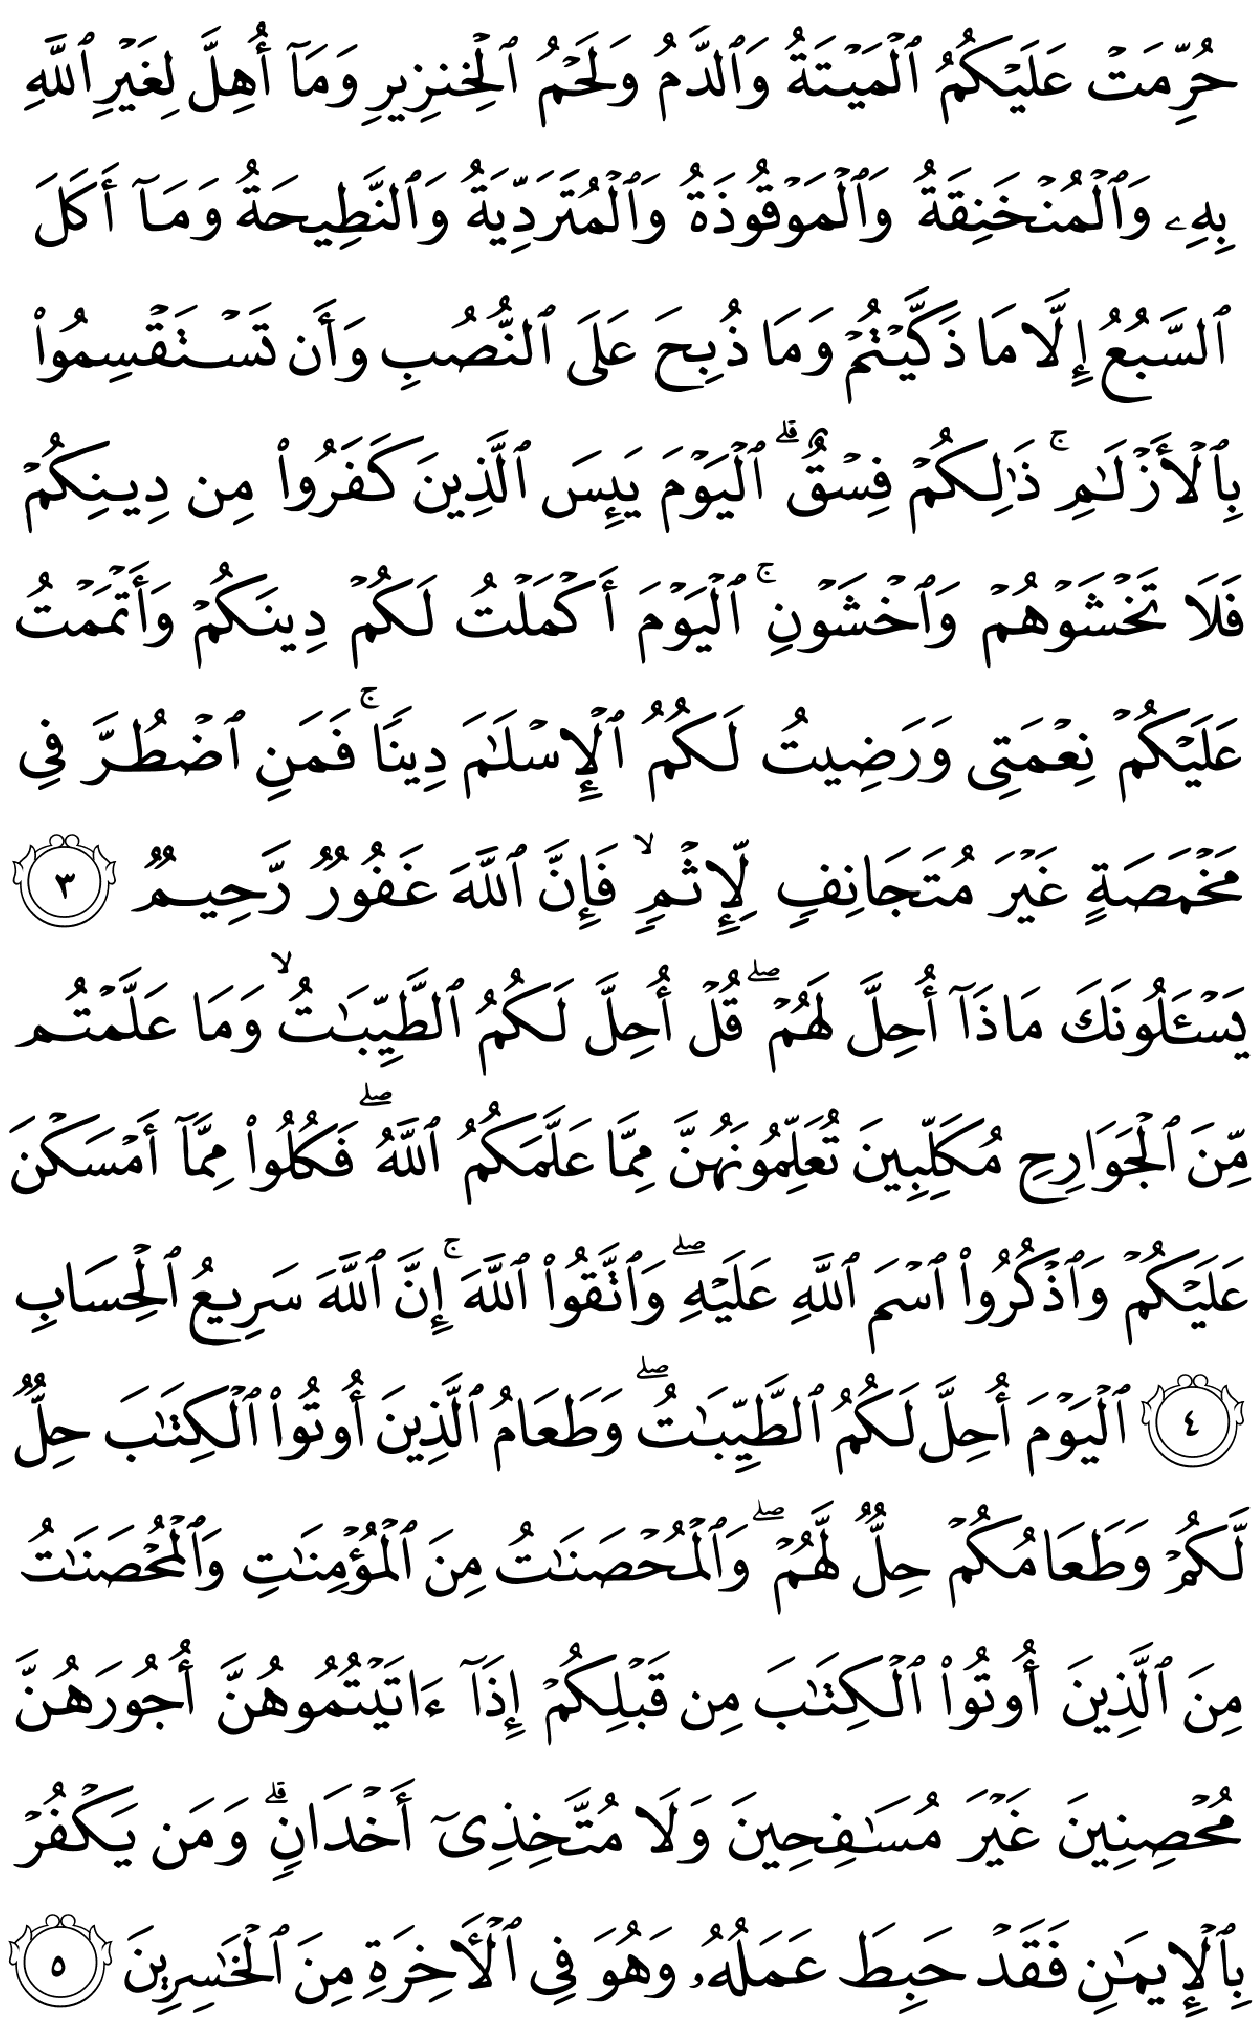 حُرِّمَتۡ عَلَيۡكُمُ ٱلۡمَيۡتَةُ وَٱلدَّمُ وَلَحۡمُ ٱلۡخِنزِيرِ وَمَآ أُهِلَّ لِغَيۡرِ ٱللَّهِ
بِهِۦ وَٱلۡمُنۡخَنِقَةُ وَٱلۡمَوۡقُوذَةُ وَٱلۡمُتَرَدِّيَةُ وَٱلنَّطِيحَةُ وَمَآ أَكَلَ
ٱلسَّبُعُ إِلَّا مَا ذَكَّيۡتُمۡ وَمَا ذُبِحَ عَلَى ٱلنُّصُبِ وَأَن تَسۡتَقۡسِمُواْ
بِٱلۡأَزۡلَٰمِۚ ذَٰلِكُمۡ فِسۡقٌۗ ٱلۡيَوۡمَ يَئِسَ ٱلَّذِينَ كَفَرُواْ مِن دِينِكُمۡ
فَلَا تَخۡشَوۡهُمۡ وَٱخۡشَوۡنِۚ ٱلۡيَوۡمَ أَكۡمَلۡتُ لَكُمۡ دِينَكُمۡ وَأَتۡمَمۡتُ
عَلَيۡكُمۡ نِعۡمَتِي وَرَضِيتُ لَكُمُ ٱلۡإِسۡلَٰمَ دِينٗاۚ فَمَنِ ٱضۡطُرَّ فِي
مَخۡمَصَةٍ غَيۡرَ مُتَجَانِفٖ لِّإِثۡمٖۙ فَإِنَّ ٱللَّهَ غَفُورٞ رَّحِيمٞ ٣
يَسۡـَٔلُونَكَ مَاذَآ أُحِلَّ لَهُمۡۖ قُلۡ أُحِلَّ لَكُمُ ٱلطَّيِّبَٰتُۙ وَمَا عَلَّمۡتُم
مِّنَ ٱلۡجَوَارِحِ مُكَلِّبِينَ تُعَلِّمُونَهُنَّ مِمَّا عَلَّمَكُمُ ٱللَّهُۖ فَكُلُواْ مِمَّآ أَمۡسَكۡنَ
عَلَيۡكُمۡ وَٱذۡكُرُواْ ٱسۡمَ ٱللَّهِ عَلَيۡهِۖ وَٱتَّقُواْ ٱللَّهَۚ إِنَّ ٱللَّهَ سَرِيعُ ٱلۡحِسَابِ
٤ ٱلۡيَوۡمَ أُحِلَّ لَكُمُ ٱلطَّيِّبَٰتُۖ وَطَعَامُ ٱلَّذِينَ أُوتُواْ ٱلۡكِتَٰبَ حِلّٞ
لَّكُمۡ وَطَعَامُكُمۡ حِلّٞ لَّهُمۡۖ وَٱلۡمُحۡصَنَٰتُ مِنَ ٱلۡمُؤۡمِنَٰتِ وَٱلۡمُحۡصَنَٰتُ
مِنَ ٱلَّذِينَ أُوتُواْ ٱلۡكِتَٰبَ مِن قَبۡلِكُمۡ إِذَآ ءَاتَيۡتُمُوهُنَّ أُجُورَهُنَّ
مُحۡصِنِينَ غَيۡرَ مُسَٰفِحِينَ وَلَا مُتَّخِذِيٓ أَخۡدَانٖۗ وَمَن يَكۡفُرۡ
بِٱلۡإِيمَٰنِ فَقَدۡ حَبِطَ عَمَلُهُۥ وَهُوَ فِي ٱلۡأٓخِرَةِ مِنَ ٱلۡخَٰسِرِينَ ٥